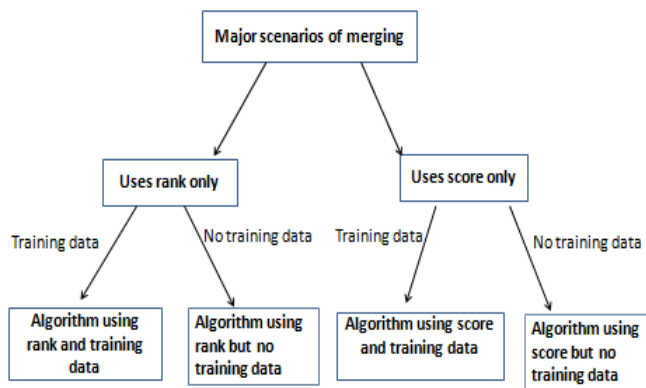 Major scenarios of merging
Uses rank only
Uses score only
Training data
No training data
Training data
No training data
Algorithm using
rank and training
data
Algorithm using
rank but no
training data
Algorithm using score
and training data
Algorithm using
score but no
training data